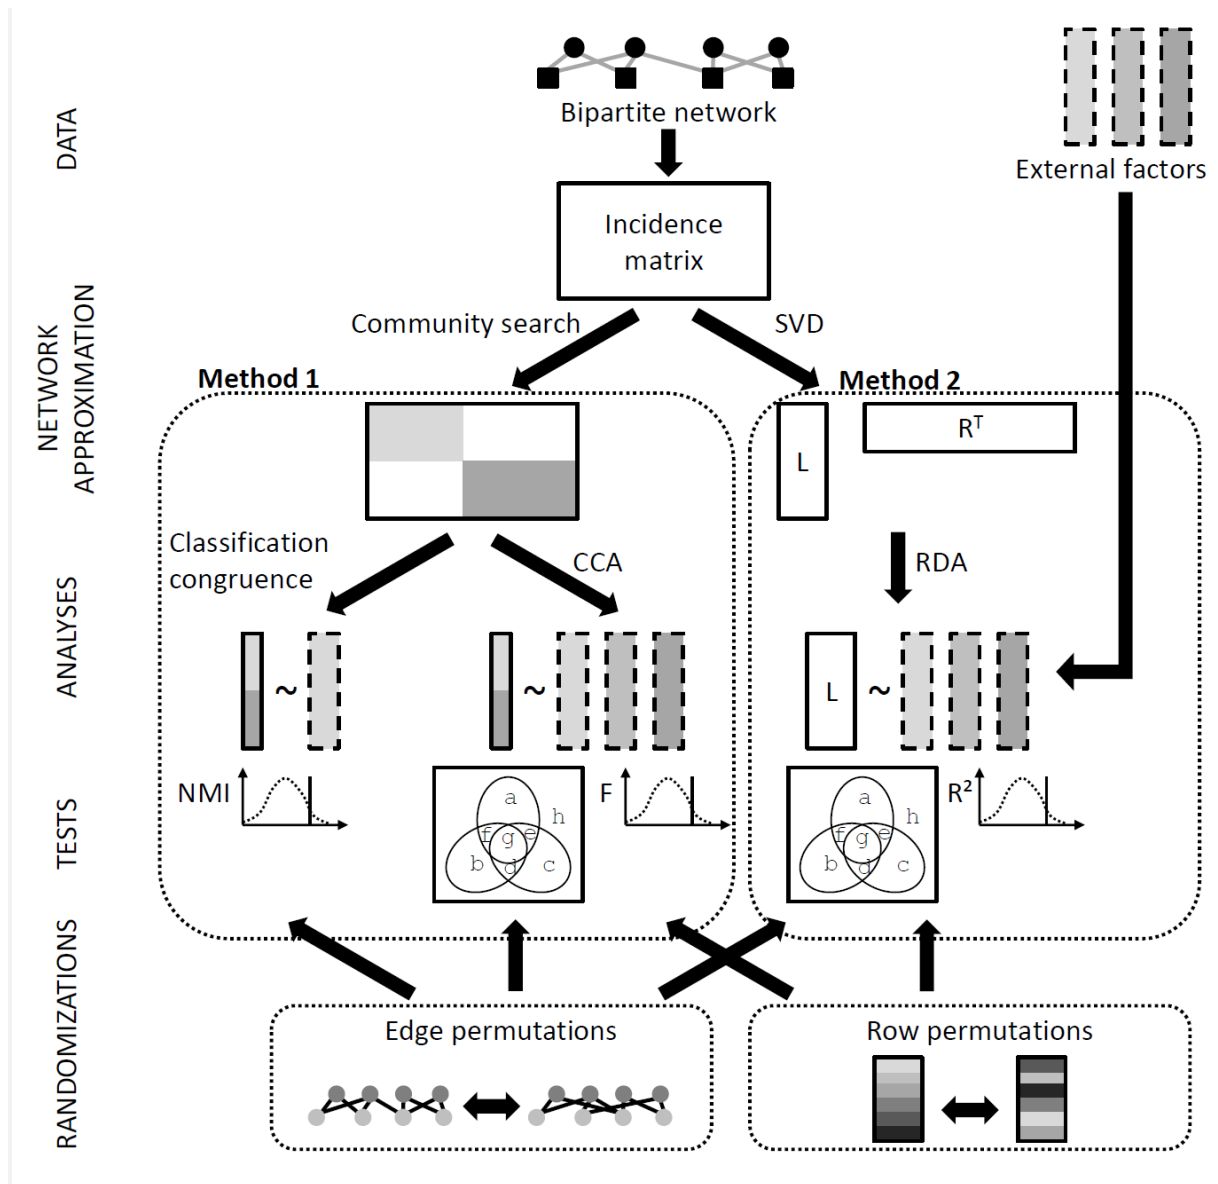 Bipartite network
External factors
DATA
Incidence
matrix
NETWORK
APPROXIMATION
Community search
SVD
Method 1
Method 2
L
R^T
Classification
congruence
CCA
RDA
ANALYSES
~
~
L
~
TESTS
NMI
a
h
f
g
e
b
d
c
F
a
h
f
g
e
b
d
c
R²
RANDOMIZATIONS
Edge permutations
Row permutations